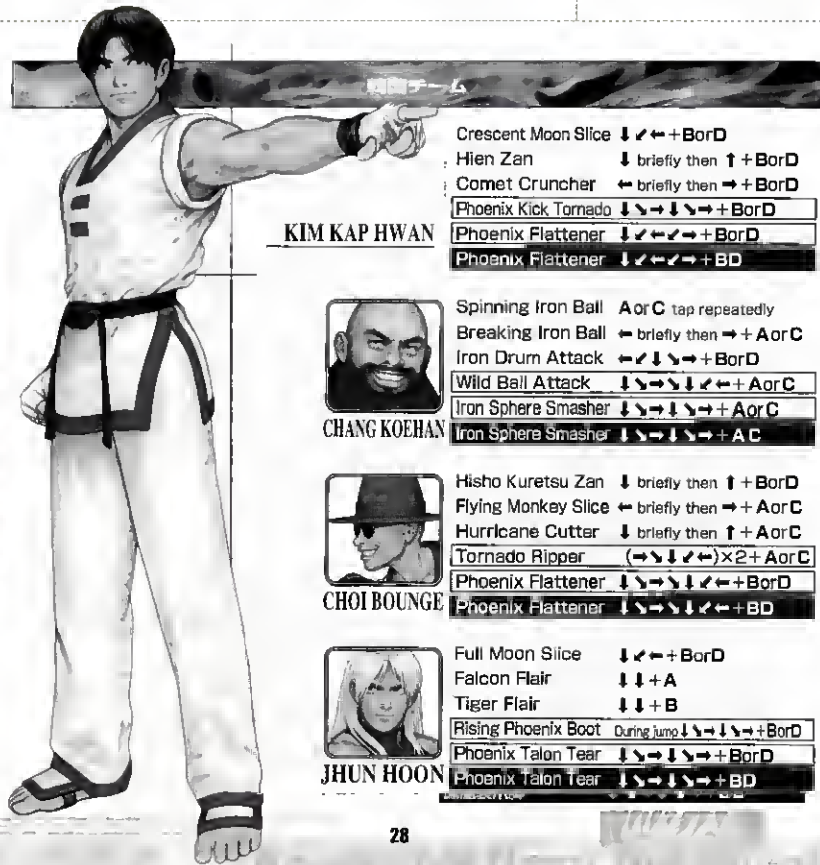 チーム
KIM KAP HWAN
Crescent Moon Slice ↓↙←+BorD
Hien Zan ↓ briefly then ↑+BorD
Comet Cruncher ← briefly then →+BorD
Phoenix Kick Tornado ↓↘→↓↘→+BorD
Phoenix Flattener ↓↙←↙→+BorD
Phoenix Flattener ↓↙←↙→+BD
CHANG KOEHAN
Spinning Iron Ball AorC tap repeatedly
Breaking Iron Ball ← briefly then →+AorC
Iron Drum Attack ←↙↓↘→+BorD
Wild Ball Attack ↓↘→↘↓↙←+AorC
Iron Sphere Smasher ↓↘→↓↘→+AorC
Iron Sphere Smasher ↓↘→↓↘→+AC
CHOI BOUNGE
Hisho Kuretsu Zan ↓ briefly then ↑+BorD
Flying Monkey Slice ← briefly then →+AorC
Hurricane Cutter ↓ briefly then ↑+AorC
Tornado Ripper (→↘↓↙←)×2+AorC
Phoenix Flattener ↓↘→↘↓↙←+BorD
Phoenix Flattener ↓↘→↘↓↙←+BD
JHUN HOON
Full Moon Slice ↓↙←+BorD
Falcon Flair ↓↓+A
Tiger Flair ↓↓+B
Rising Phoenix Boot During jump↓↘→↓↘→+BorD
Phoenix Talon Tear ↓↘→↓↘→+BorD
Phoenix Talon Tear ↓↘→↓↘→+BD
28